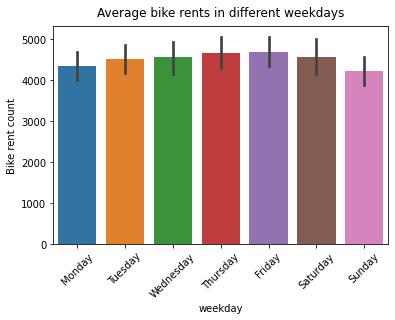 Average bike rents in different weekdays
Bike rent count
5000
4000
3000
2000
1000
0
Monday
Tuesday
Wednesday
Thursday
Friday
Saturday
Sunday
weekday